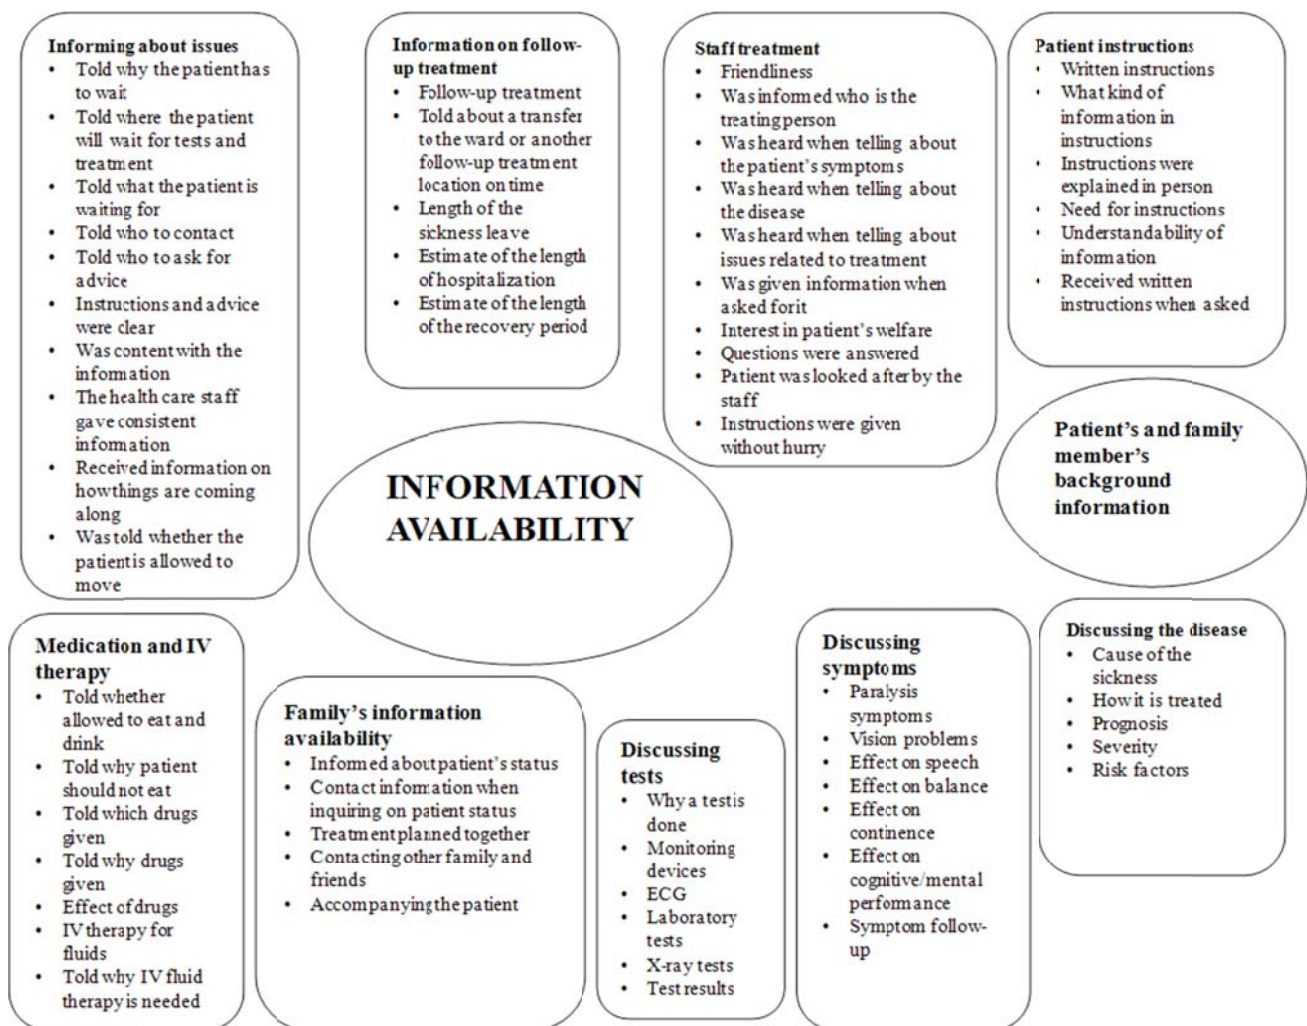 Informing about issues
• Told why the patient has
to wait
• Told where the patient
will wait for tests and
treatment
• Told what the patient is
waiting for
• Told who to contact
• Told who to ask for
advice
• Instructions and advice
were clear
• Was content with the
information
• The health care staff
gave consistent
information
• Received information on
how things are coming
along
• Was told whether the
patient is allowed to
move
Information on follow-
up treatment
• Follow-up treatment
• Told about a transfer
to the ward or another
follow-up treatment
location on time
• Length of the
sickness leave
• Estimate of the length
of hospitalization
• Estimate of the length
of the recovery period
Staff treatment
• Friendliness
• Was informed who is the
treating person
• Was heard when telling about
the patient's symptoms
• Was heard when telling about
the disease
• Was heard when telling about
issues related to treatment
• Was given information when
asked for it
• Interest in patient's welfare
• Questions were answered
• Patient was looked after by the
staff
• Instructions were given
without hurry
Patient instructions
• Written instructions
• What kind of
information in
instructions
• Instructions were
explained in person
• Need for instructions
• Understandability of
information
• Received written
instructions when asked
INFORMATION
AVAILABILITY
Patient's and family
member's
background
information
Medication and IV
therapy
• Told whether
allowed to eat and
drink
• Told why patient
should not eat
• Told which drugs
given
• Told why drugs
given
• Effect of drugs
• IV therapy for
fluids
• Told why IV fluid
therapy is needed
Family's information
availability
• Informed about patient's status
• Contact information when
inquiring on patient status
• Treatment planned together
• Contacting other family and
friends
• Accompanying the patient
Discussing
tests
• Why a test is
done
• Monitoring
devices
• ECG
• Laboratory
tests
• X-ray tests
• Test results
Discussing
symptoms
• Paralysis
symptoms
• Vision problems
• Effect on speech
• Effect on balance
• Effect on
continence
• Effect on
cognitive/mental
performance
• Symptom follow-
up
Discussing the disease
• Cause of the
sickness
• How it is treated
• Prognosis
• Severity
• Risk factors